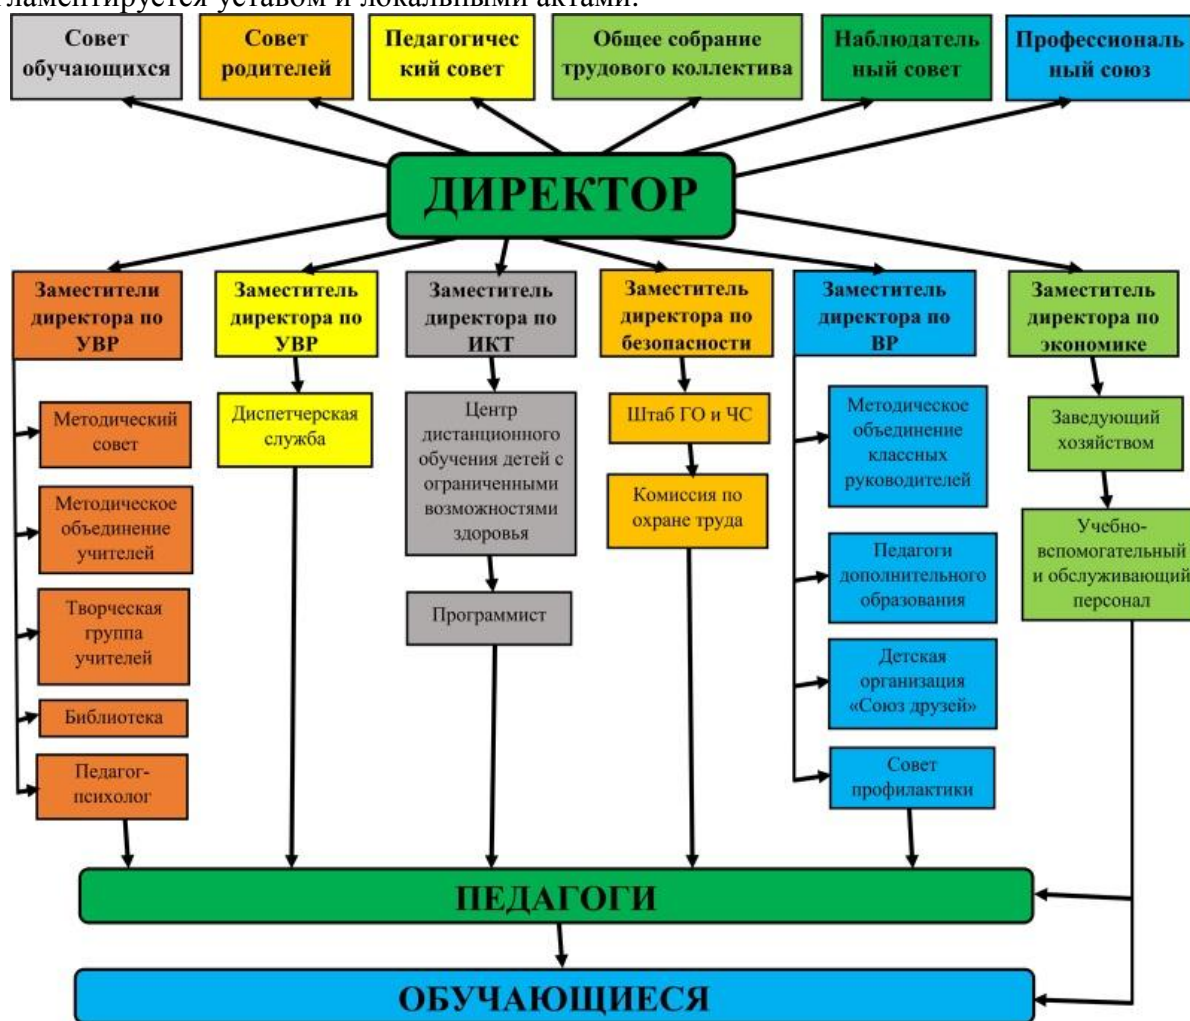 гламентируется уставом и локальными актами.
Совет
обучающихся
Совет
родителей
Педагогичес
кий совет
Общее собрание
трудового коллектива
Наблюдатель
ный совет
Профессиональ
ный союз
ДИРЕКТОР
Заместители
директора по
УВР
Заместитель
директора по
УВР
Заместитель
директора по
ИКТ
Заместитель
директора по
безопасности
Заместитель
директора по
ВР
Заместитель
директора по
экономике
Методический
совет
Методическое
объединение
учителей
Творческая
группа
учителей
Библиотека
Педагог-
психолог
Диспетчерская
служба
Центр
дистанционного
обучения детей с
ограниченными
возможностями
здоровья
Программист
Штаб ГО и ЧС
Комиссия по
охране труда
Методическое
объединение
классных
руководителей
Педагоги
дополнительного
образования
Детская
организация
«Союз друзей»
Совет
профилактики
Заведующий
хозяйством
Учебно-
вспомогательный
и обслуживающий
персонал
ПЕДАГОГИ
ОБУЧАЮЩИЕСЯ